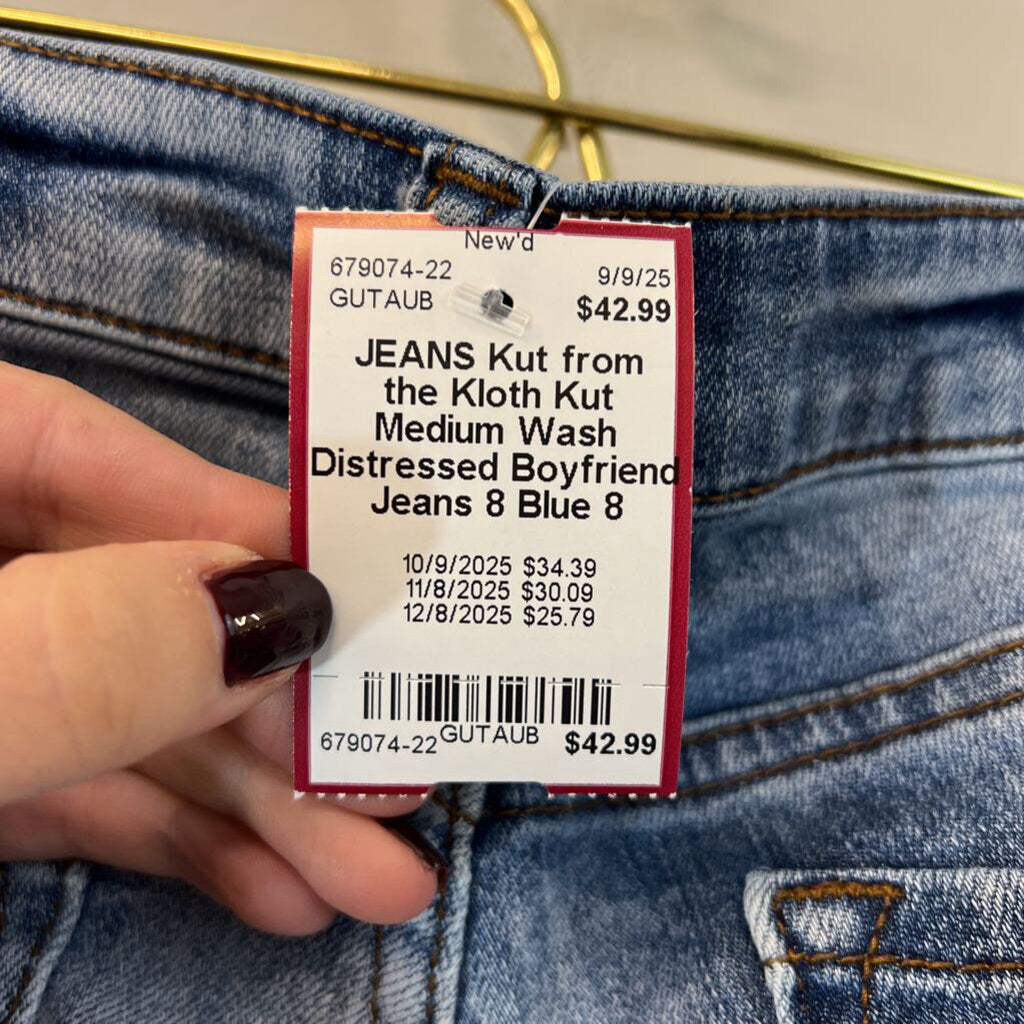 New'd
679074-22 9/9/25
GUTAUB $42.99
JEANS Kut from
the Kloth Kut
Medium Wash
Distressed Boyfriend
Jeans 8 Blue 8
10/9/2025 $34.39
11/8/2025 $30.09
12/8/2025 $25.79
679074-22 GUTAUB $42.99